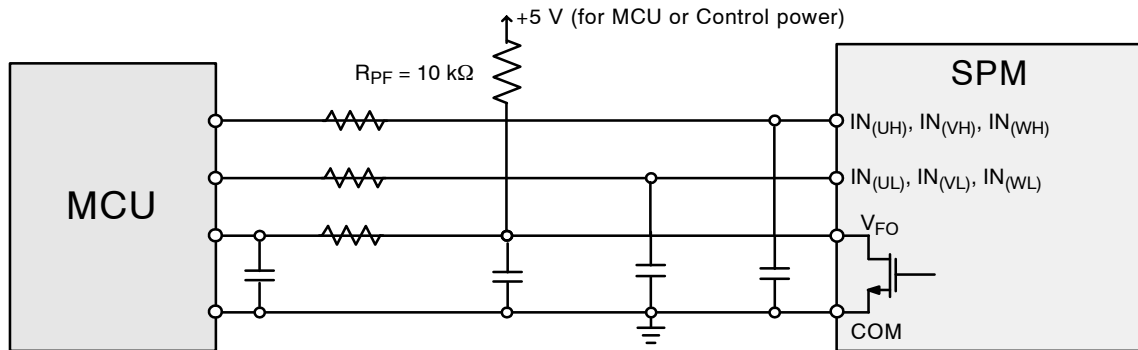 +5 V (for MCU or Control power)
R_PF = 10 kΩ
SPM
IN_(UH), IN_(VH), IN_(WH)
MCU
IN_(UL), IN_(VL), IN_(WL)
V_FO
COM